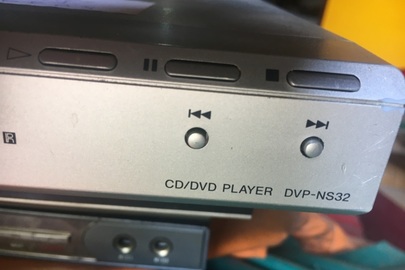 CD/DVD PLAYER DVP-NS32